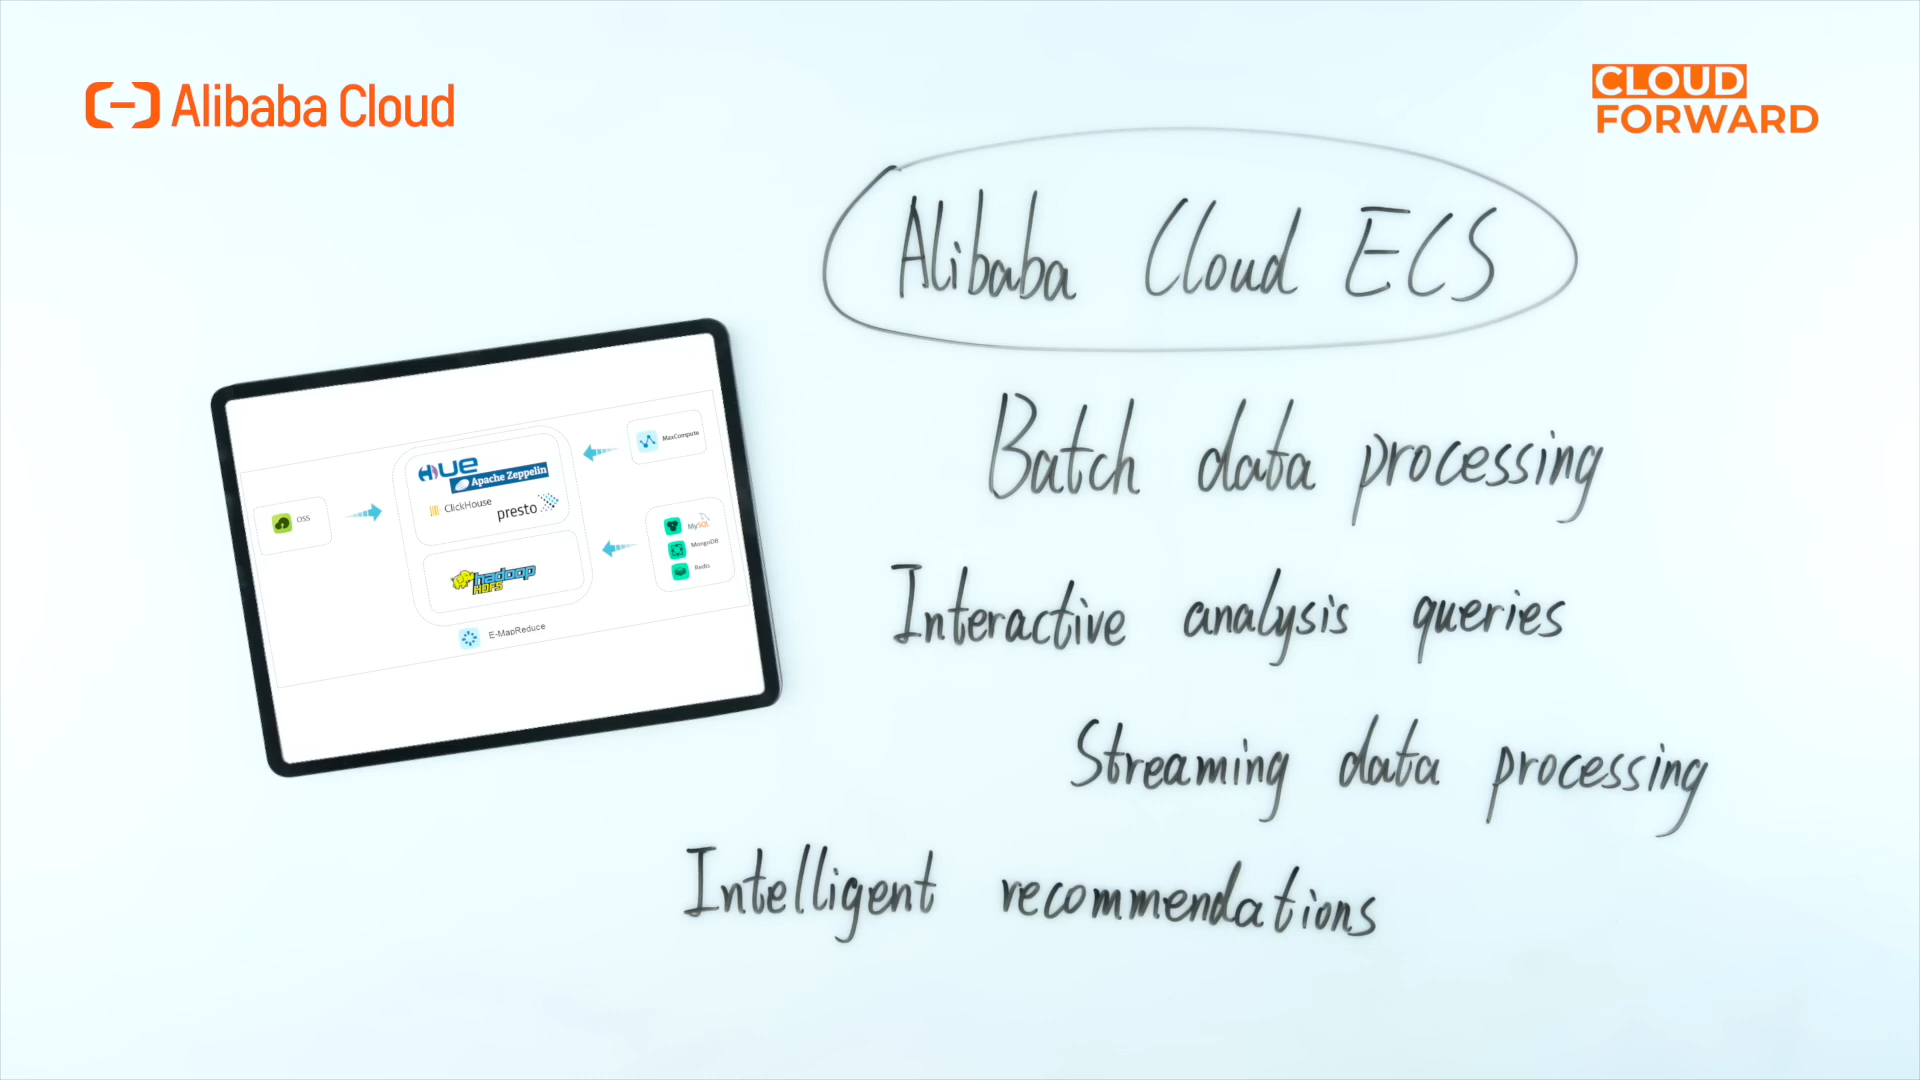 Alibaba Cloud
CLOUD
FORWARD
Alibaba Cloud ECS
Batch data processing
Interactive analysis queries
Streaming data processing
Intelligent recommendations
OSS
HUE
Apache Zeppelin
ClickHouse
presto
hadoop
HDFS
E-MapReduce
MaxCompute
MySQL
MongoDB
Redis